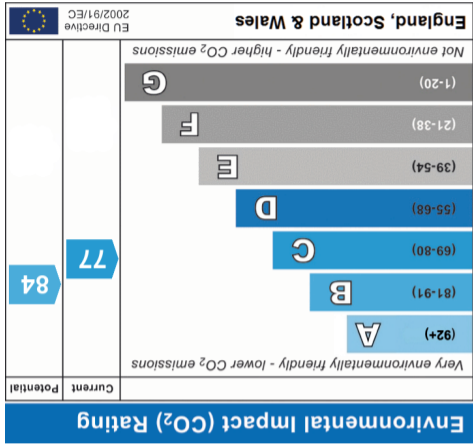 Environmental Impact (CO₂) Rating
Current Potential
Very environmentally friendly - lower CO₂ emissions
(92+) A
(81-91) B
(69-80) C
(55-68) D
(39-54) E
(21-38) F
(1-20) G
77
84
Not environmentally friendly - higher CO₂ emissions
England, Scotland & Wales
EU Directive
2002/91/EC